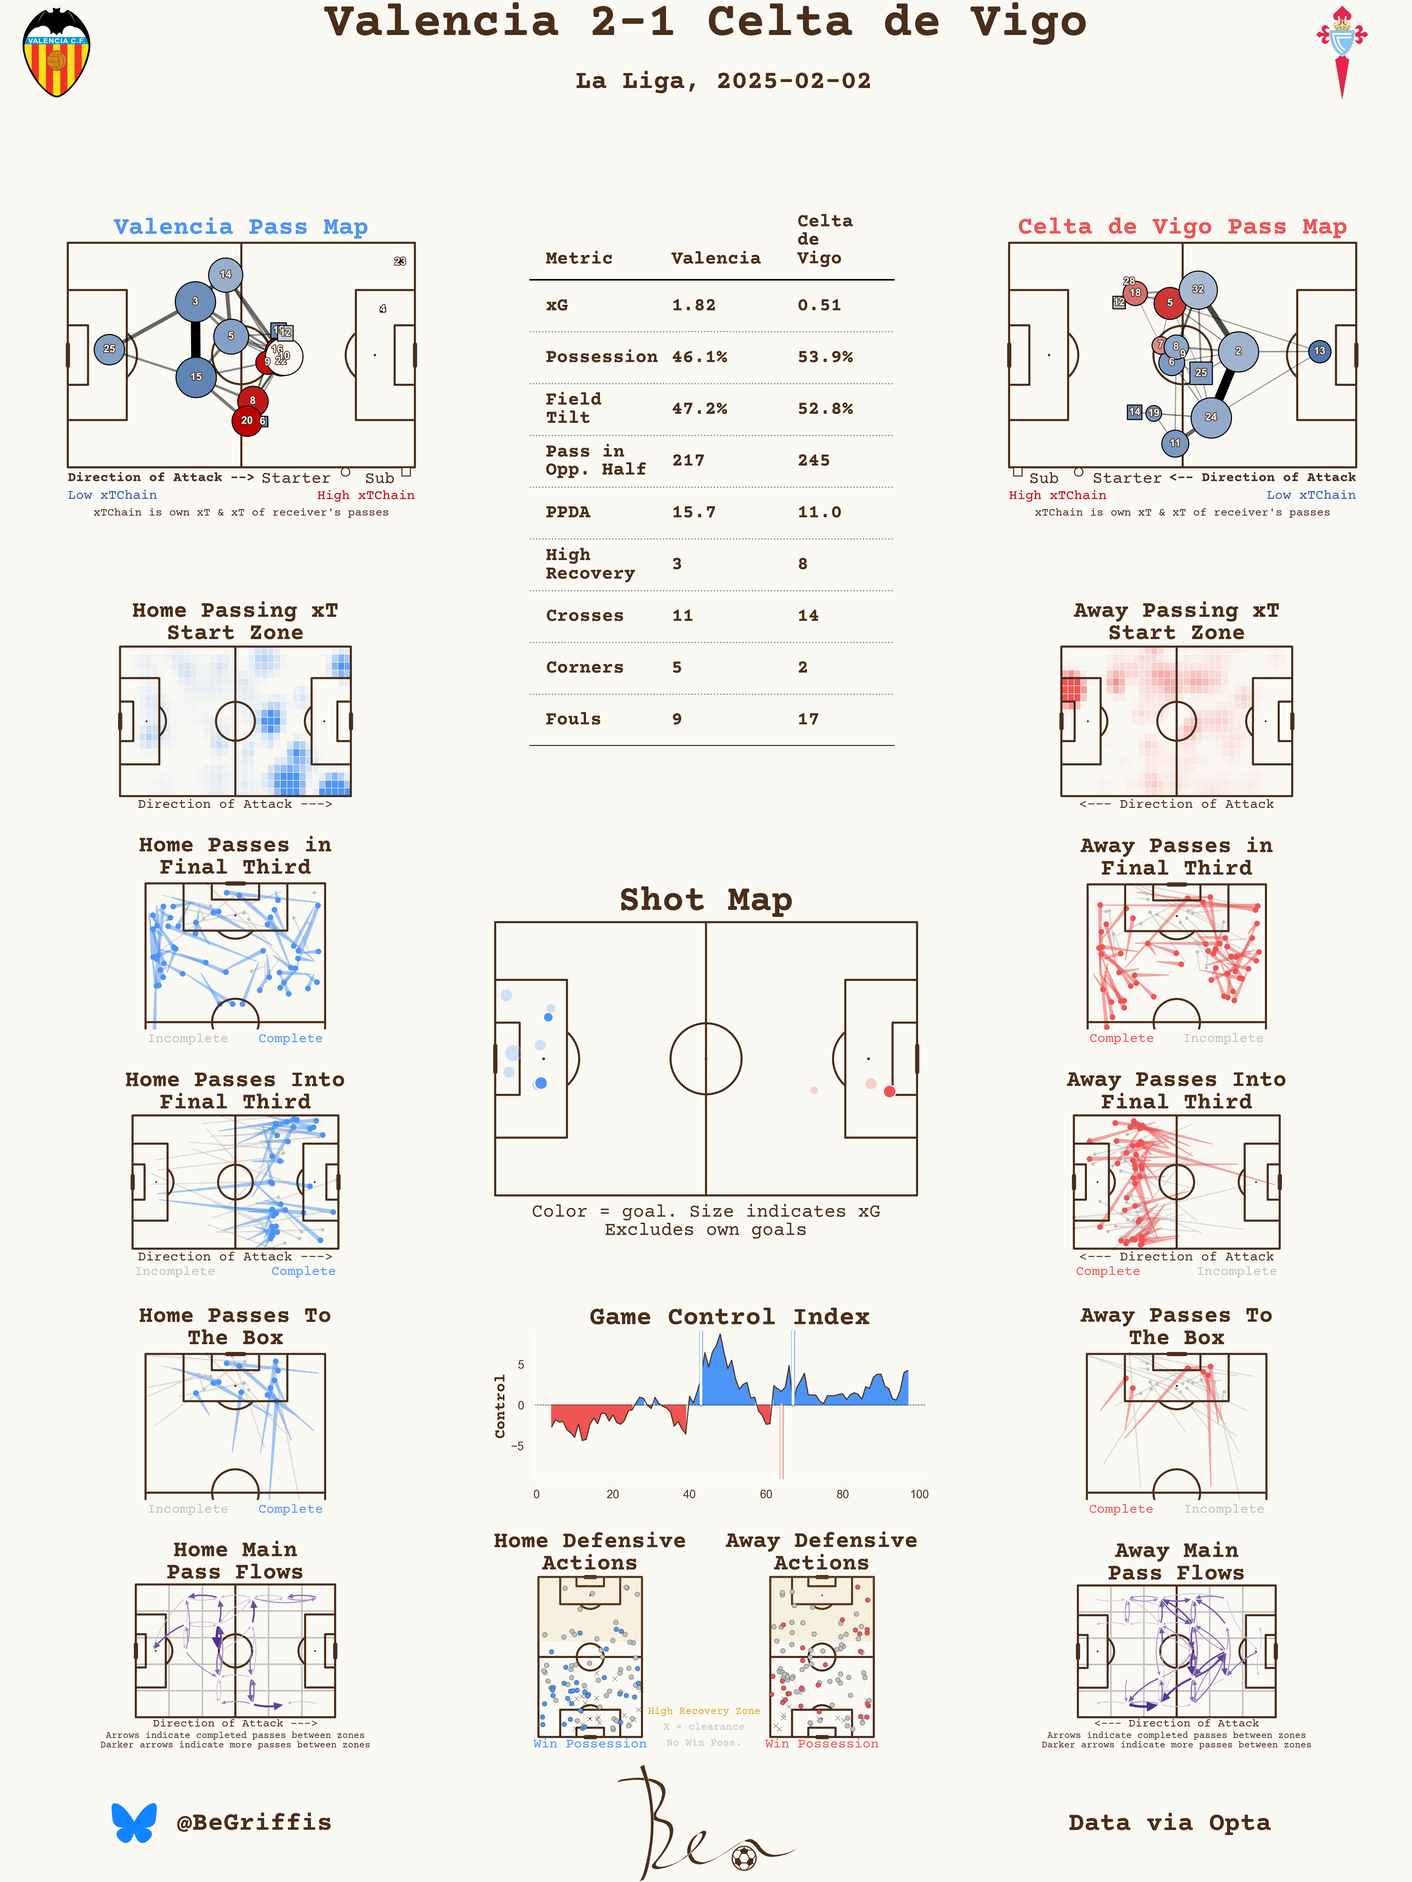 Valencia 2-1 Celta de Vigo
La Liga, 2025-02-02
VALENCIA C.F.
Valencia Pass Map
23
14
4
3
5
11
12
16
10
22
9
25
15
8
20
6
Direction of Attack --> Starter Sub
Low xTChain High xTChain
xTChain is own xT & xT of receiver's passes
Metric Valencia Celta de Vigo
xG 1.82 0.51
Possession 46.1% 53.9%
Field Tilt 47.2% 52.8%
Pass in Opp. Half 217 245
PPDA 15.7 11.0
High Recovery 3 8
Crosses 11 14
Corners 5 2
Fouls 9 17
Celta de Vigo Pass Map
28
18
12
5
32
7
8
9
6
2
13
25
14
19
24
11
Sub Starter <-- Direction of Attack
High xTChain Low xTChain
xTChain is own xT & xT of receiver's passes
Home Passing xT
Start Zone
Direction of Attack --->
Away Passing xT
Start Zone
<--- Direction of Attack
Home Passes in
Final Third
Incomplete Complete
Away Passes in
Final Third
Complete Incomplete
Shot Map
Color = goal. Size indicates xG
Excludes own goals
Home Passes Into
Final Third
Direction of Attack --->
Incomplete Complete
Away Passes Into
Final Third
<--- Direction of Attack
Complete Incomplete
Home Passes To
The Box
Incomplete Complete
Game Control Index
Control
5
0
−5
0 20 40 60 80 100
Away Passes To
The Box
Complete Incomplete
Home Main
Pass Flows
Direction of Attack --->
Arrows indicate completed passes between zones
Darker arrows indicate more passes between zones
Home Defensive
Actions
Win Possession
High Recovery Zone
X = clearance
No Win Poss.
Away Defensive
Actions
Win Possession
Away Main
Pass Flows
<--- Direction of Attack
Arrows indicate completed passes between zones
Darker arrows indicate more passes between zones
@BeGriffis
Ben
Data via Opta